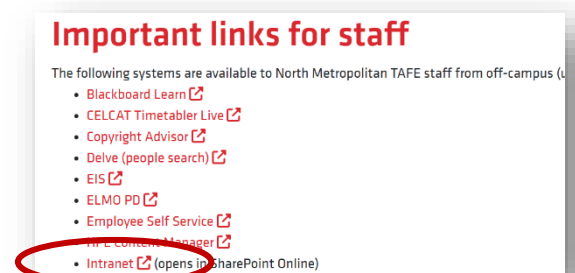 Important links for staff
The following systems are available to North Metropolitan TAFE staff from off-campus
Blackboard Learn
CELCAT Timetabler Live
Copyright Advisor
Delve (people search)
EIS
ELMO PD
Employee Self Service
HPE Content Manager
Intranet (opens in SharePoint Online)